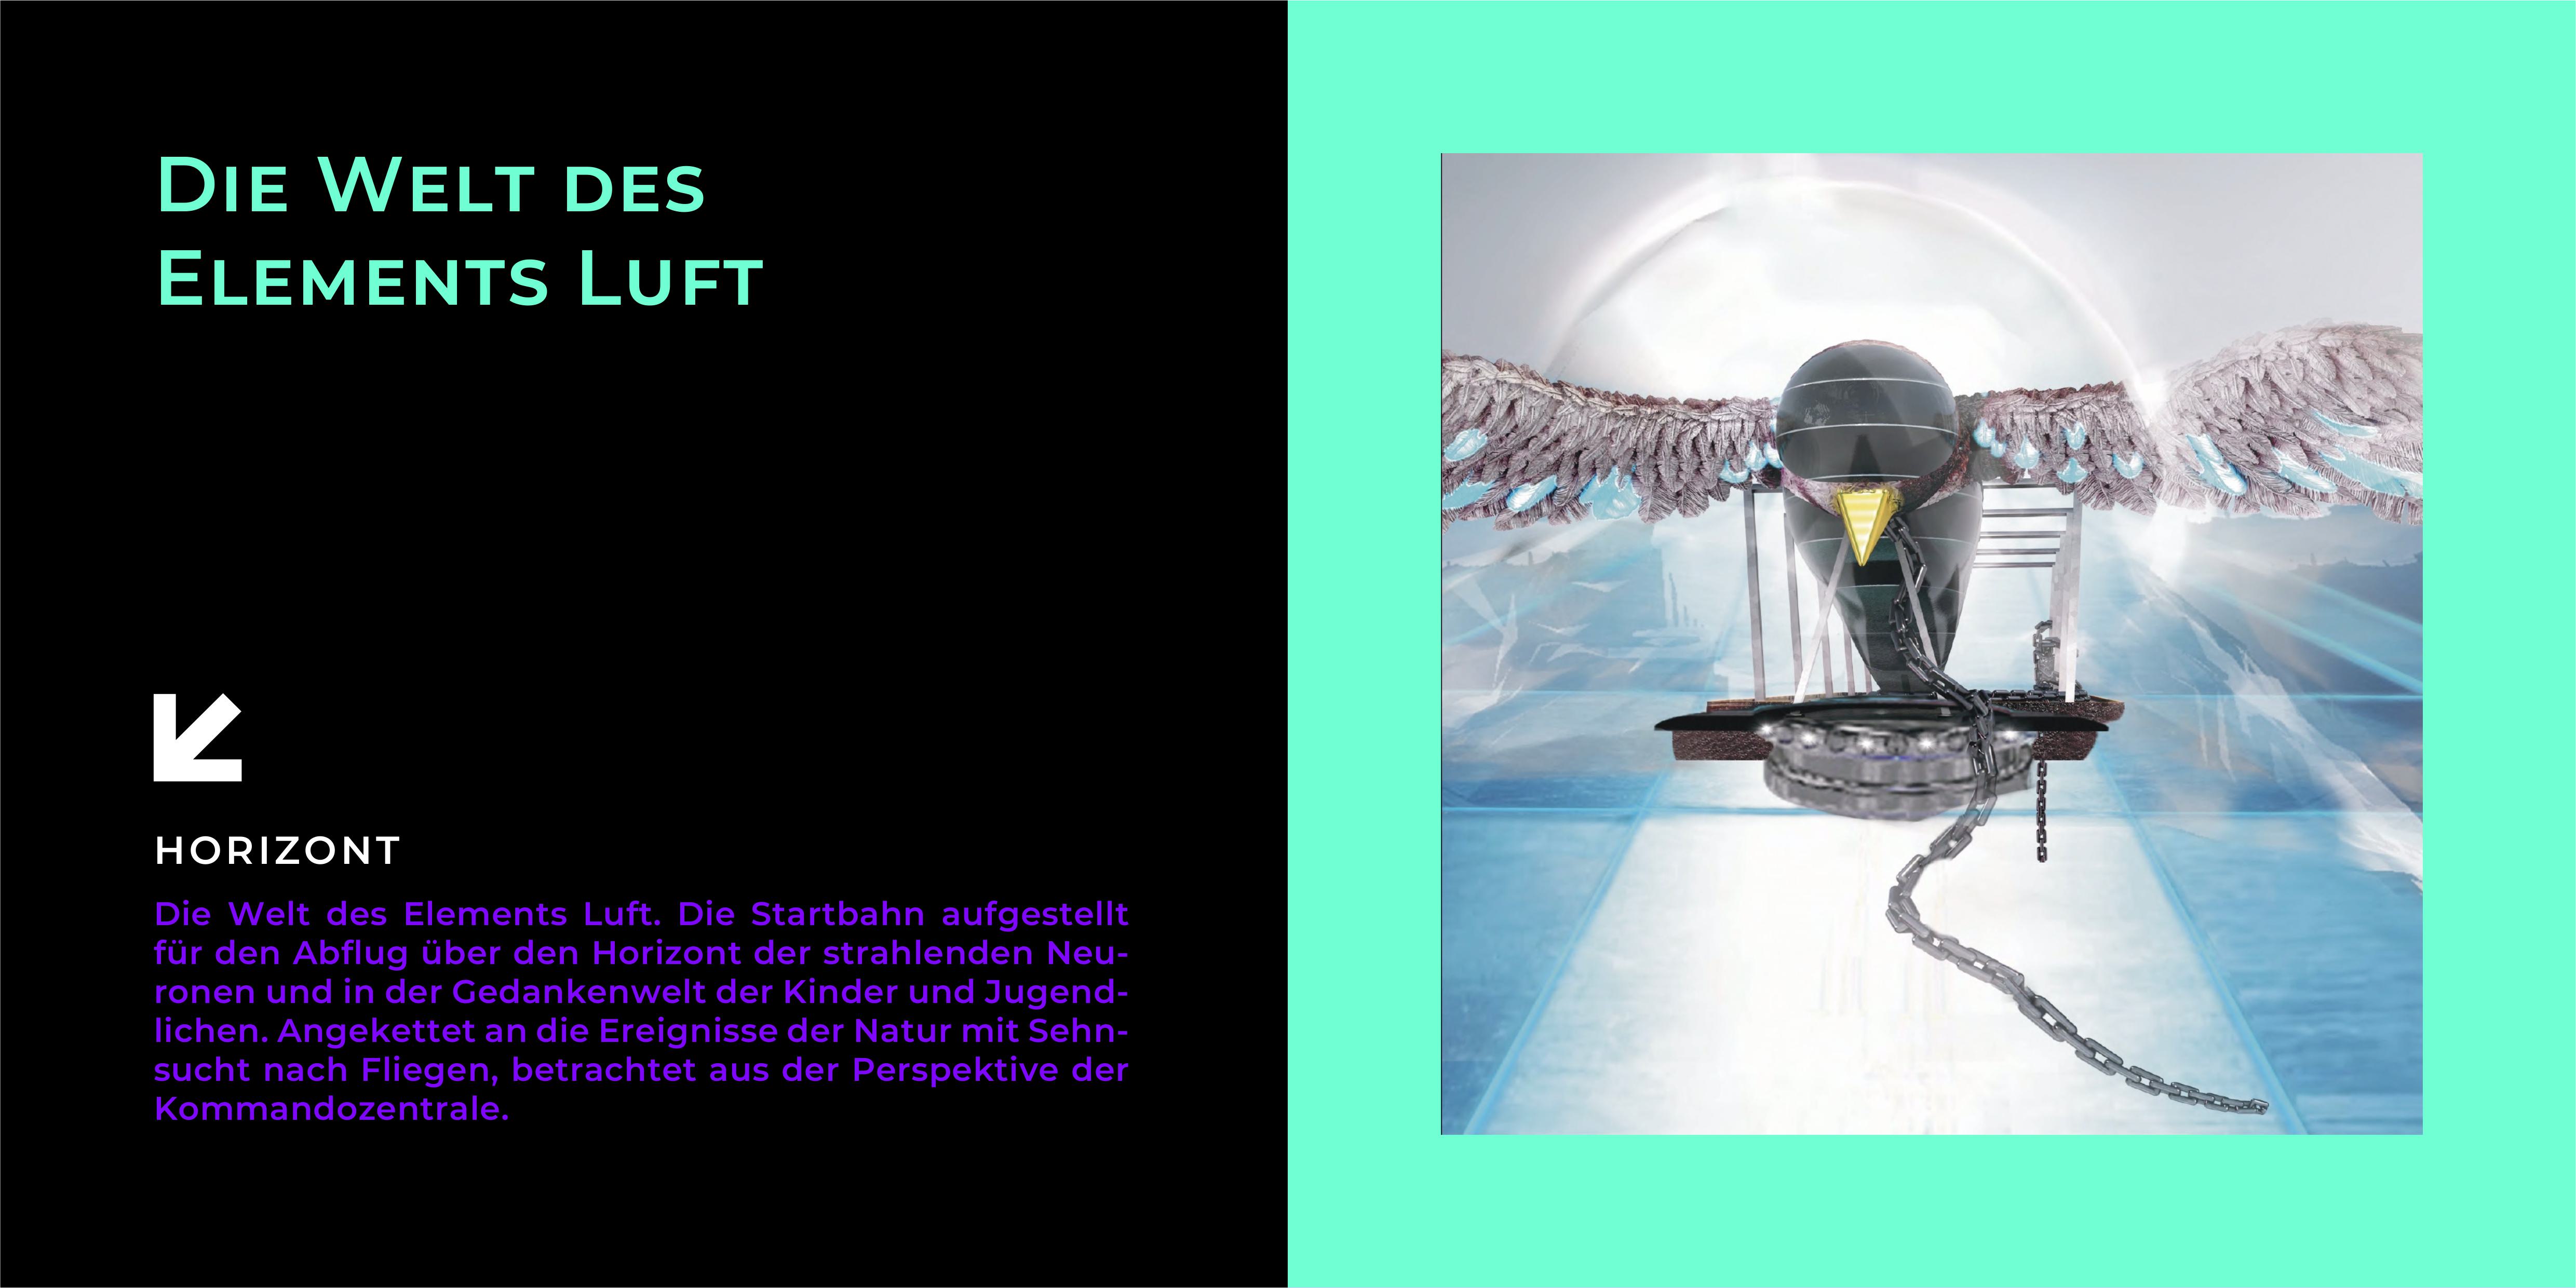 Die Welt des
Elements Luft
HORIZONT
Die Welt des Elements Luft. Die Startbahn aufgestellt
für den Abflug über den Horizont der strahlenden Neu-
ronen und in der Gedankenwelt der Kinder und Jugend-
lichen. Angekettet an die Ereignisse der Natur mit Sehn-
sucht nach Fliegen, betrachtet aus der Perspektive der
Kommandozentrale.